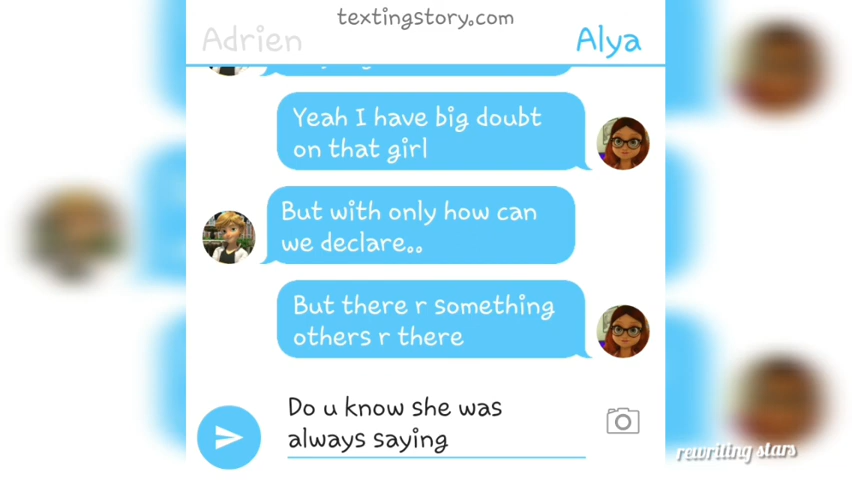 textingstory.com
Adrien
Alya
Yeah I have big doubt
on that girl
But with only how can
we declare..
But there r something
others r there
Do u know she was
always saying
rewriting stars